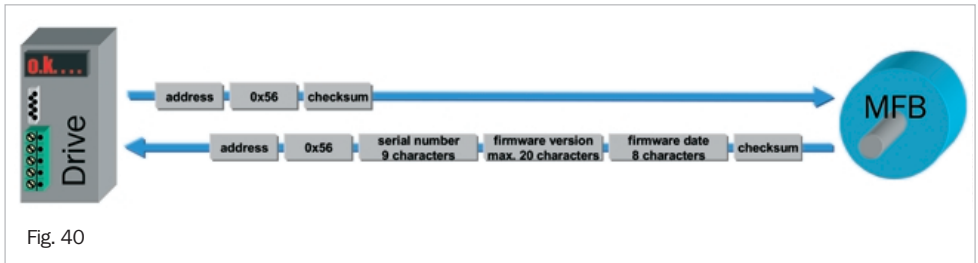 o.k....
Drive
address 0x56 checksum
MFB
address 0x56 serial number 9 characters firmware version max. 20 characters firmware date 8 characters checksum
Fig. 40